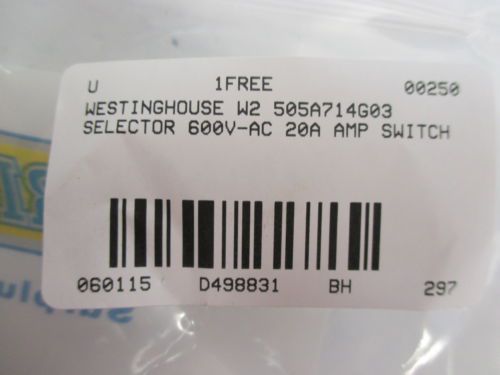 U 1FREE 00250
WESTINGHOUSE W2 505A714G03
SELECTOR 600V-AC 20A AMP SWITCH
060115 D498831 BH 297